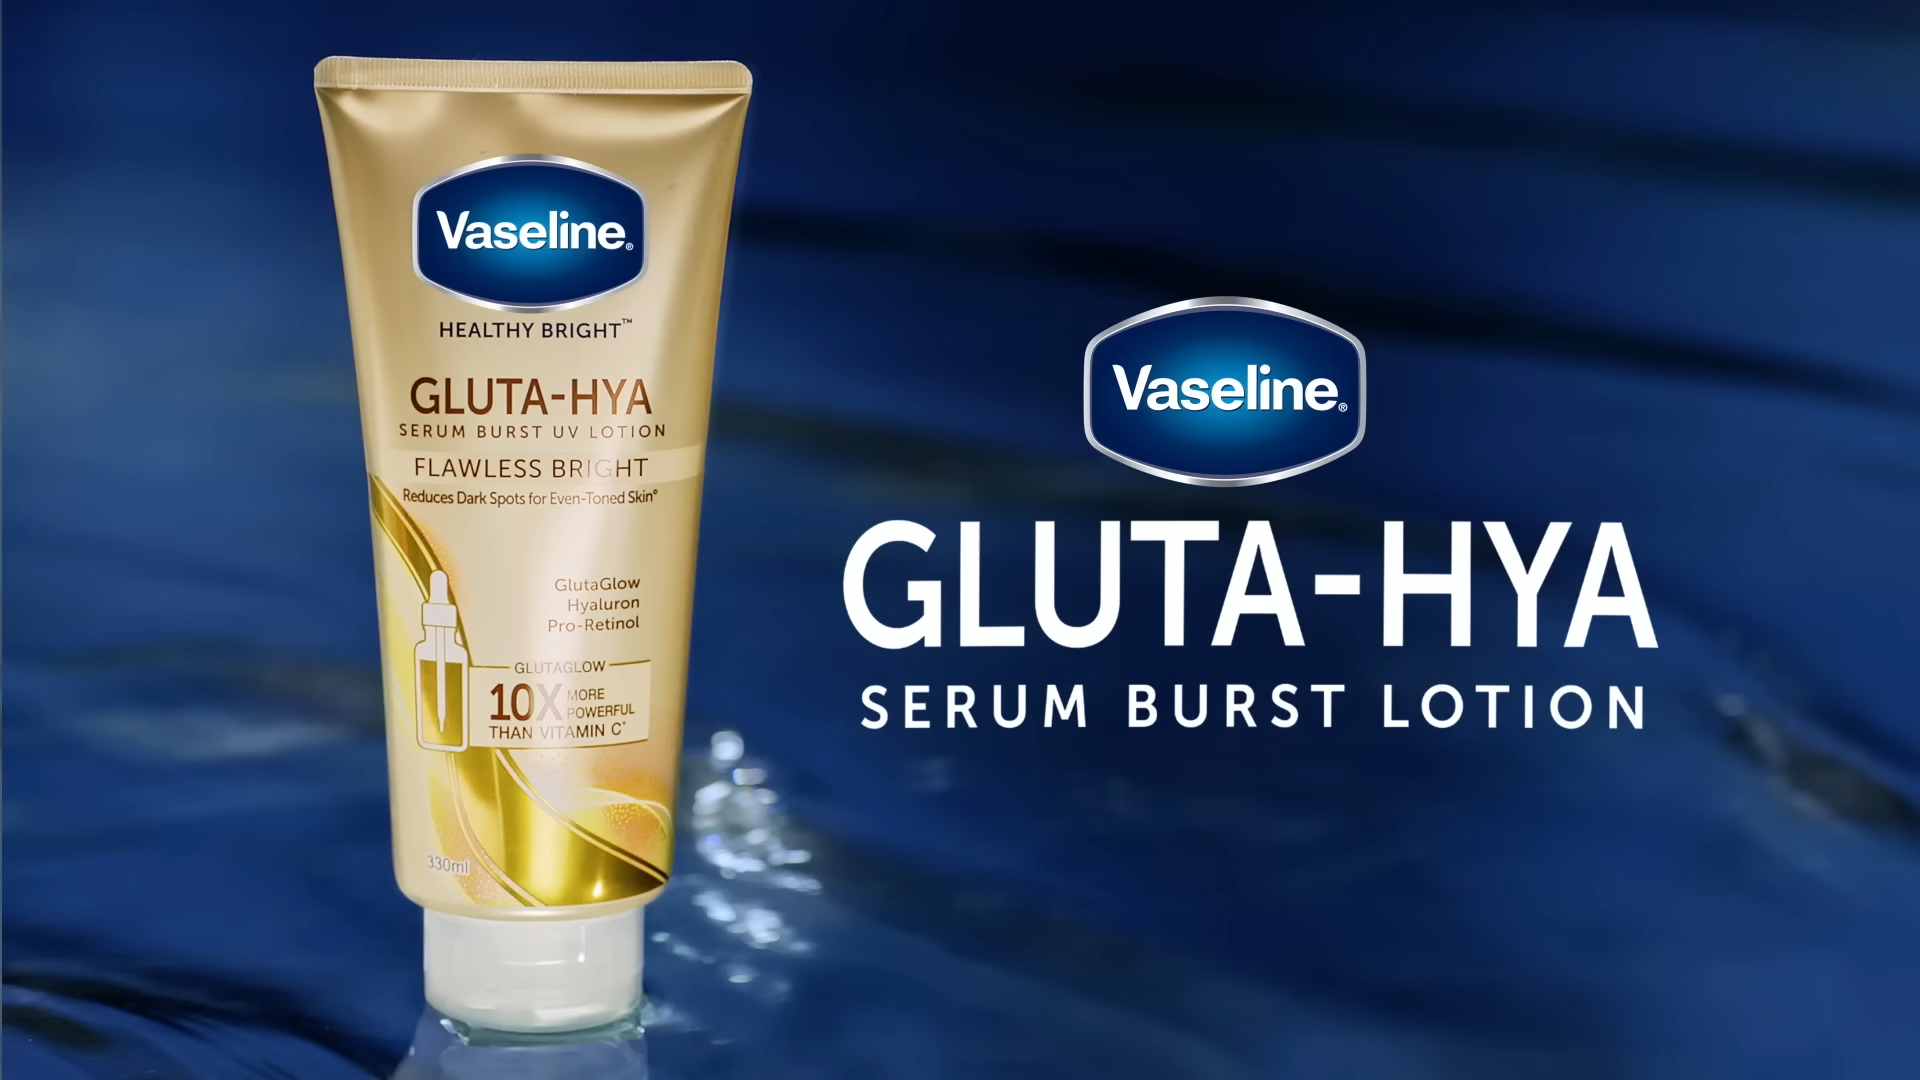 Vaseline®
HEALTHY BRIGHT™
GLUTA-HYA
SERUM BURST UV LOTION
FLAWLESS BRIGHT
Reduces Dark Spots for Even-Toned Skin°
GlutaGlow
Hyaluron
Pro-Retinol
GLUTAGLOW
10X MORE
POWERFUL
THAN VITAMIN C*
330ml
Vaseline®
GLUTA-HYA
SERUM BURST LOTION